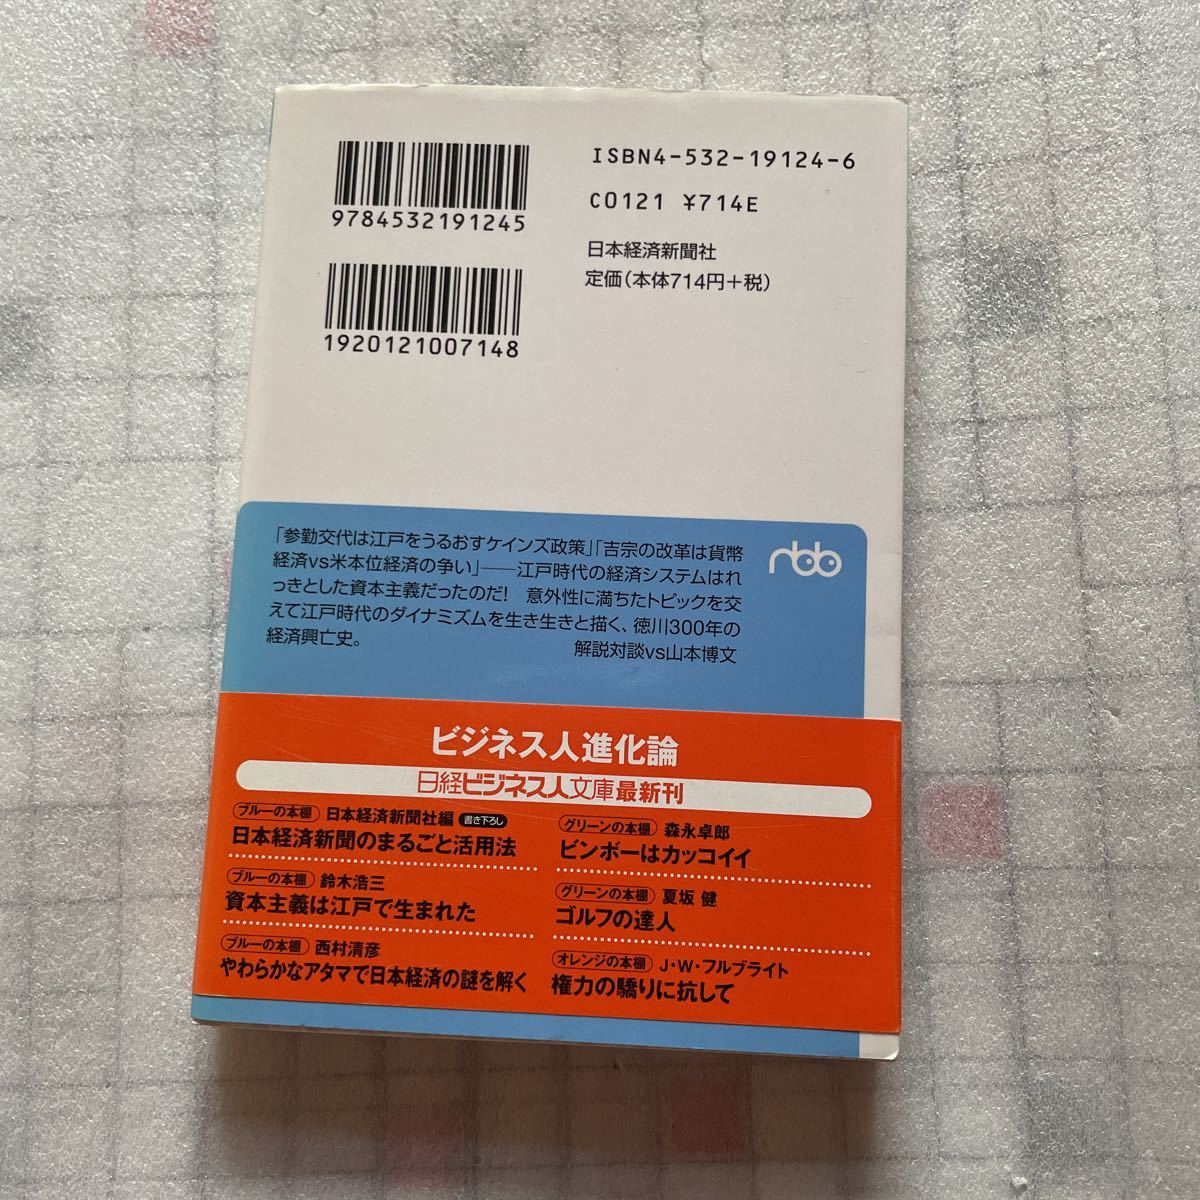 9784532191245
1920121007148
ISBN4-532-19124-6
C0121 ¥714E
日本経済新聞社
定価(本体714円+税)
「参勤交代は江戸をうるおすケインズ政策」「吉宗の改革は貨幣
経済vs米本位経済の争い」──江戸時代の経済システムはれ
っきとした資本主義だったのだ! 意外性に満ちたトピックを交
えて江戸時代のダイナミズムを生き生きと描く、徳川300年の
経済興亡史。 解説対談vs山本博文
nbb
ビジネス人進化論
日経ビジネス人文庫最新刊
ブルーの本棚 日本経済新聞社編 書き下ろし
日本経済新聞のまるごと活用法
ブルーの本棚 鈴木浩三
資本主義は江戸で生まれた
ブルーの本棚 西村清彦
やわらかなアタマで日本経済の謎を解く
グリーンの本棚 森永卓郎
ビンボーはカッコイイ
グリーンの本棚 夏坂 健
ゴルフの達人
オレンジの本棚 J・W・フルブライト
権力の驕りに抗して